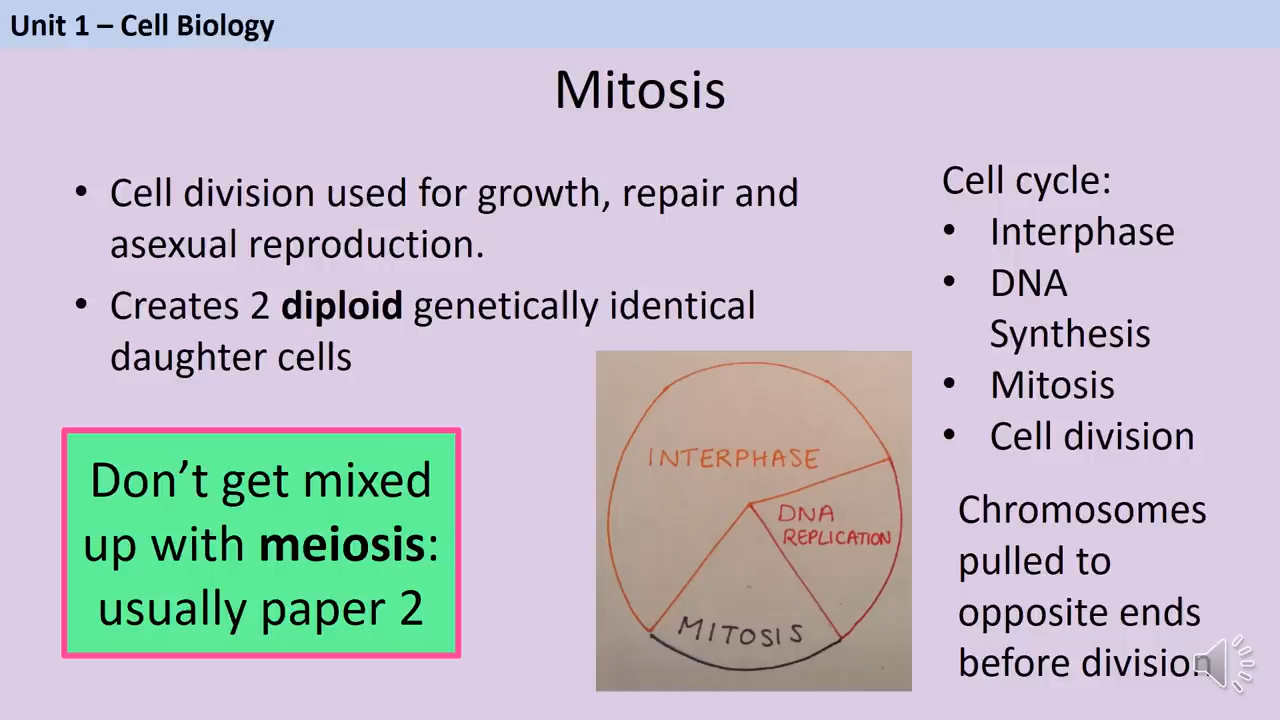 Unit 1 – Cell Biology
Mitosis
• Cell division used for growth, repair and
asexual reproduction.
• Creates 2 diploid genetically identical
daughter cells
Don’t get mixed
up with meiosis:
usually paper 2
INTERPHASE
DNA
REPLICATION
MITOSIS
Cell cycle:
• Interphase
• DNA
Synthesis
• Mitosis
• Cell division
Chromosomes
pulled to
opposite ends
before division